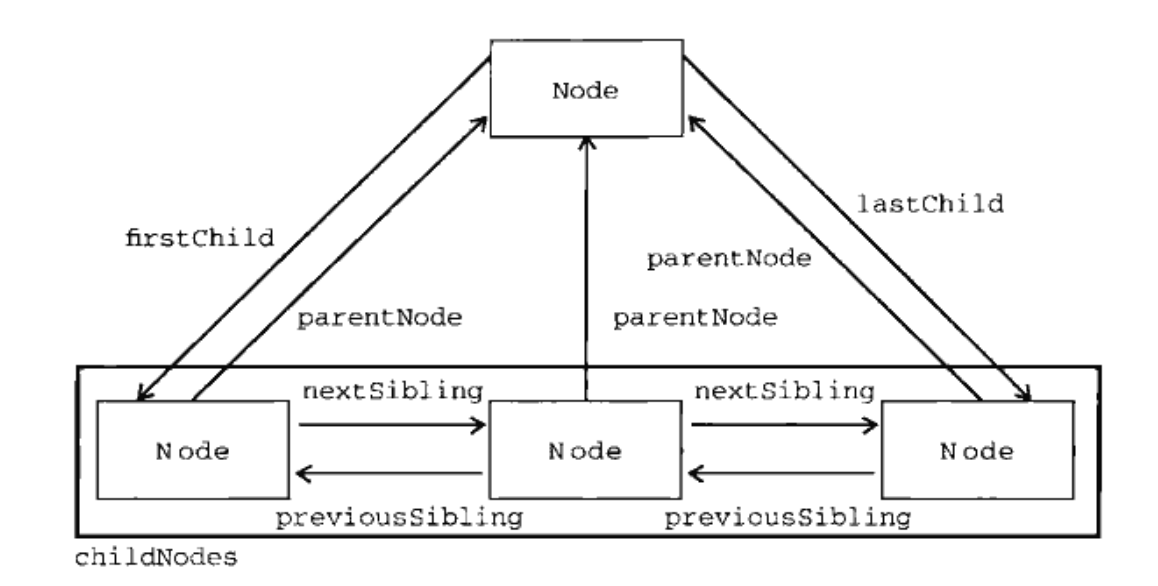 Node
lastChild
firstChild
parentNode
parentNode
parentNode
nextSibling
nextSibling
Node
Node
Node
previousSibling
previousSibling
childNodes